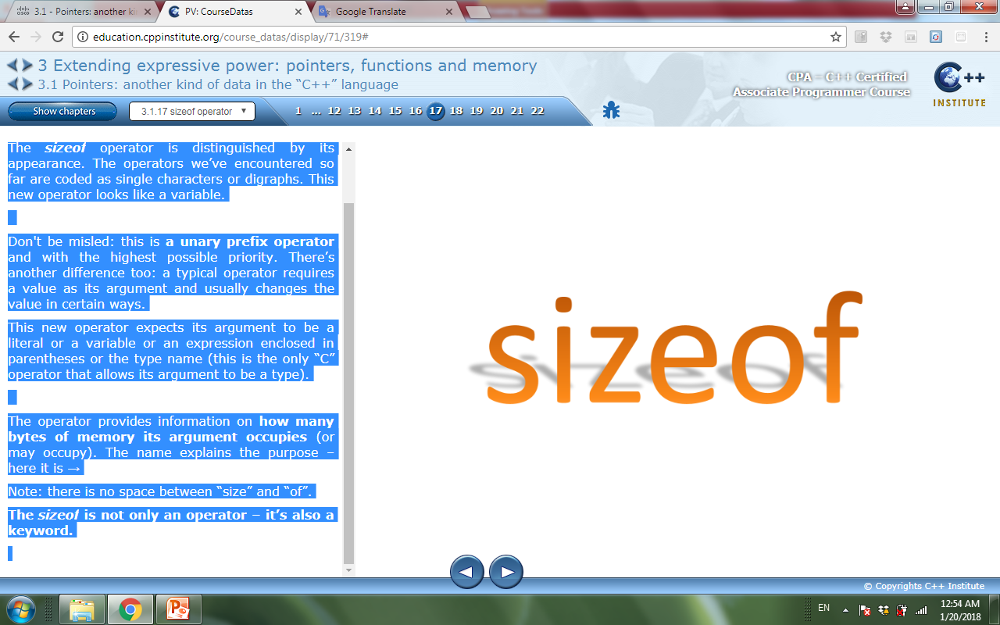 3.1 - Pointers: another ki
PV: CourseDatas
Google Translate
education.cppinstitute.org/course_datas/display/71/319#
3 Extending expressive power: pointers, functions and memory
3.1 Pointers: another kind of data in the “C++” language
CPA – C++ Certified
Associate Programmer Course
C++
INSTITUTE
Show chapters
3.1.17 sizeof operator
1 ... 12 13 14 15 16 17 18 19 20 21 22
The sizeof operator is distinguished by its
appearance. The operators we’ve encountered so
far are coded as single characters or digraphs. This
new operator looks like a variable.
Don't be misled: this is a unary prefix operator
and with the highest possible priority. There’s
another difference too: a typical operator requires
a value as its argument and usually changes the
value in certain ways.
This new operator expects its argument to be a
literal or a variable or an expression enclosed in
parentheses or the type name (this is the only “C”
operator that allows its argument to be a type).
The operator provides information on how many
bytes of memory its argument occupies (or
may occupy). The name explains the purpose –
here it is →
Note: there is no space between “size” and “of”.
The sizeof is not only an operator – it’s also a
keyword.
sizeof
© Copyrights C++ Institute
EN
12:54 AM
1/20/2018